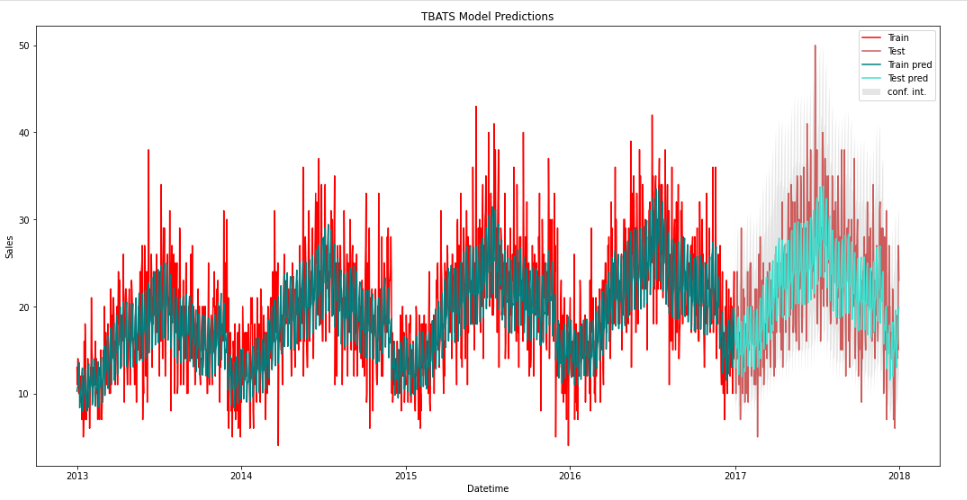 TBATS Model Predictions
Train
Test
Train pred
Test pred
conf. int.
50
40
30
20
10
Sales
2013
2014
2015
2016
2017
2018
Datetime